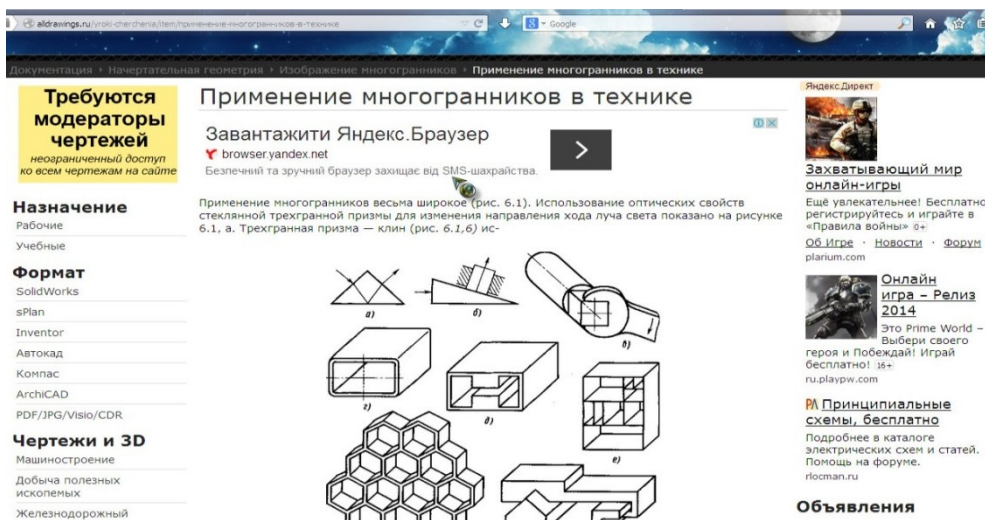 alldrawings.ru/vroki-cherchenia/item/применение-многогранников-в-технике
Google
Документация › Начертательная геометрия › Изображение многогранников › Применение многогранников в технике
Требуются
модераторы
чертежей
неограниченный доступ
ко всем чертежам на сайте
Назначение
Рабочие
Учебные
Формат
SolidWorks
sPlan
Inventor
Автокад
Компас
ArchiCAD
PDF/JPG/Visio/CDR
Чертежи и 3D
Машиностроение
Добыча полезных
ископемых
Железнодорожный
Применение многогранников в технике
Завантажити Яндекс.Браузер
browser.yandex.net
Безпечний та зручний браузер захищає від SMS-шахрайства.
Применение многогранников весьма широкое (рис. 6.1). Использование оптических свойств
стеклянной трехгранной призмы для изменения направления хода луча света показано на рисунке
6.1, а. Трехгранная призма — клин (рис. 6.1,б) ис-
а)
б)
в)
г)
д)
е)
Яндекс.Директ
Захватывающий мир
онлайн-игры
Ещё увлекательнее! Бесплатно
регистрируйтесь и играйте в
«Правила войны» 0+
Об Игре · Новости · Форум
plarium.com
Онлайн
игра – Релиз
2014
Это Prime World –
Выбери своего
героя и Побеждай! Играй
бесплатно! 16+
ru.playpw.com
Принципиальные
схемы, бесплатно
Подробнее в каталоге
электрических схем и статей.
Помощь на форуме.
rlocman.ru
Объявления